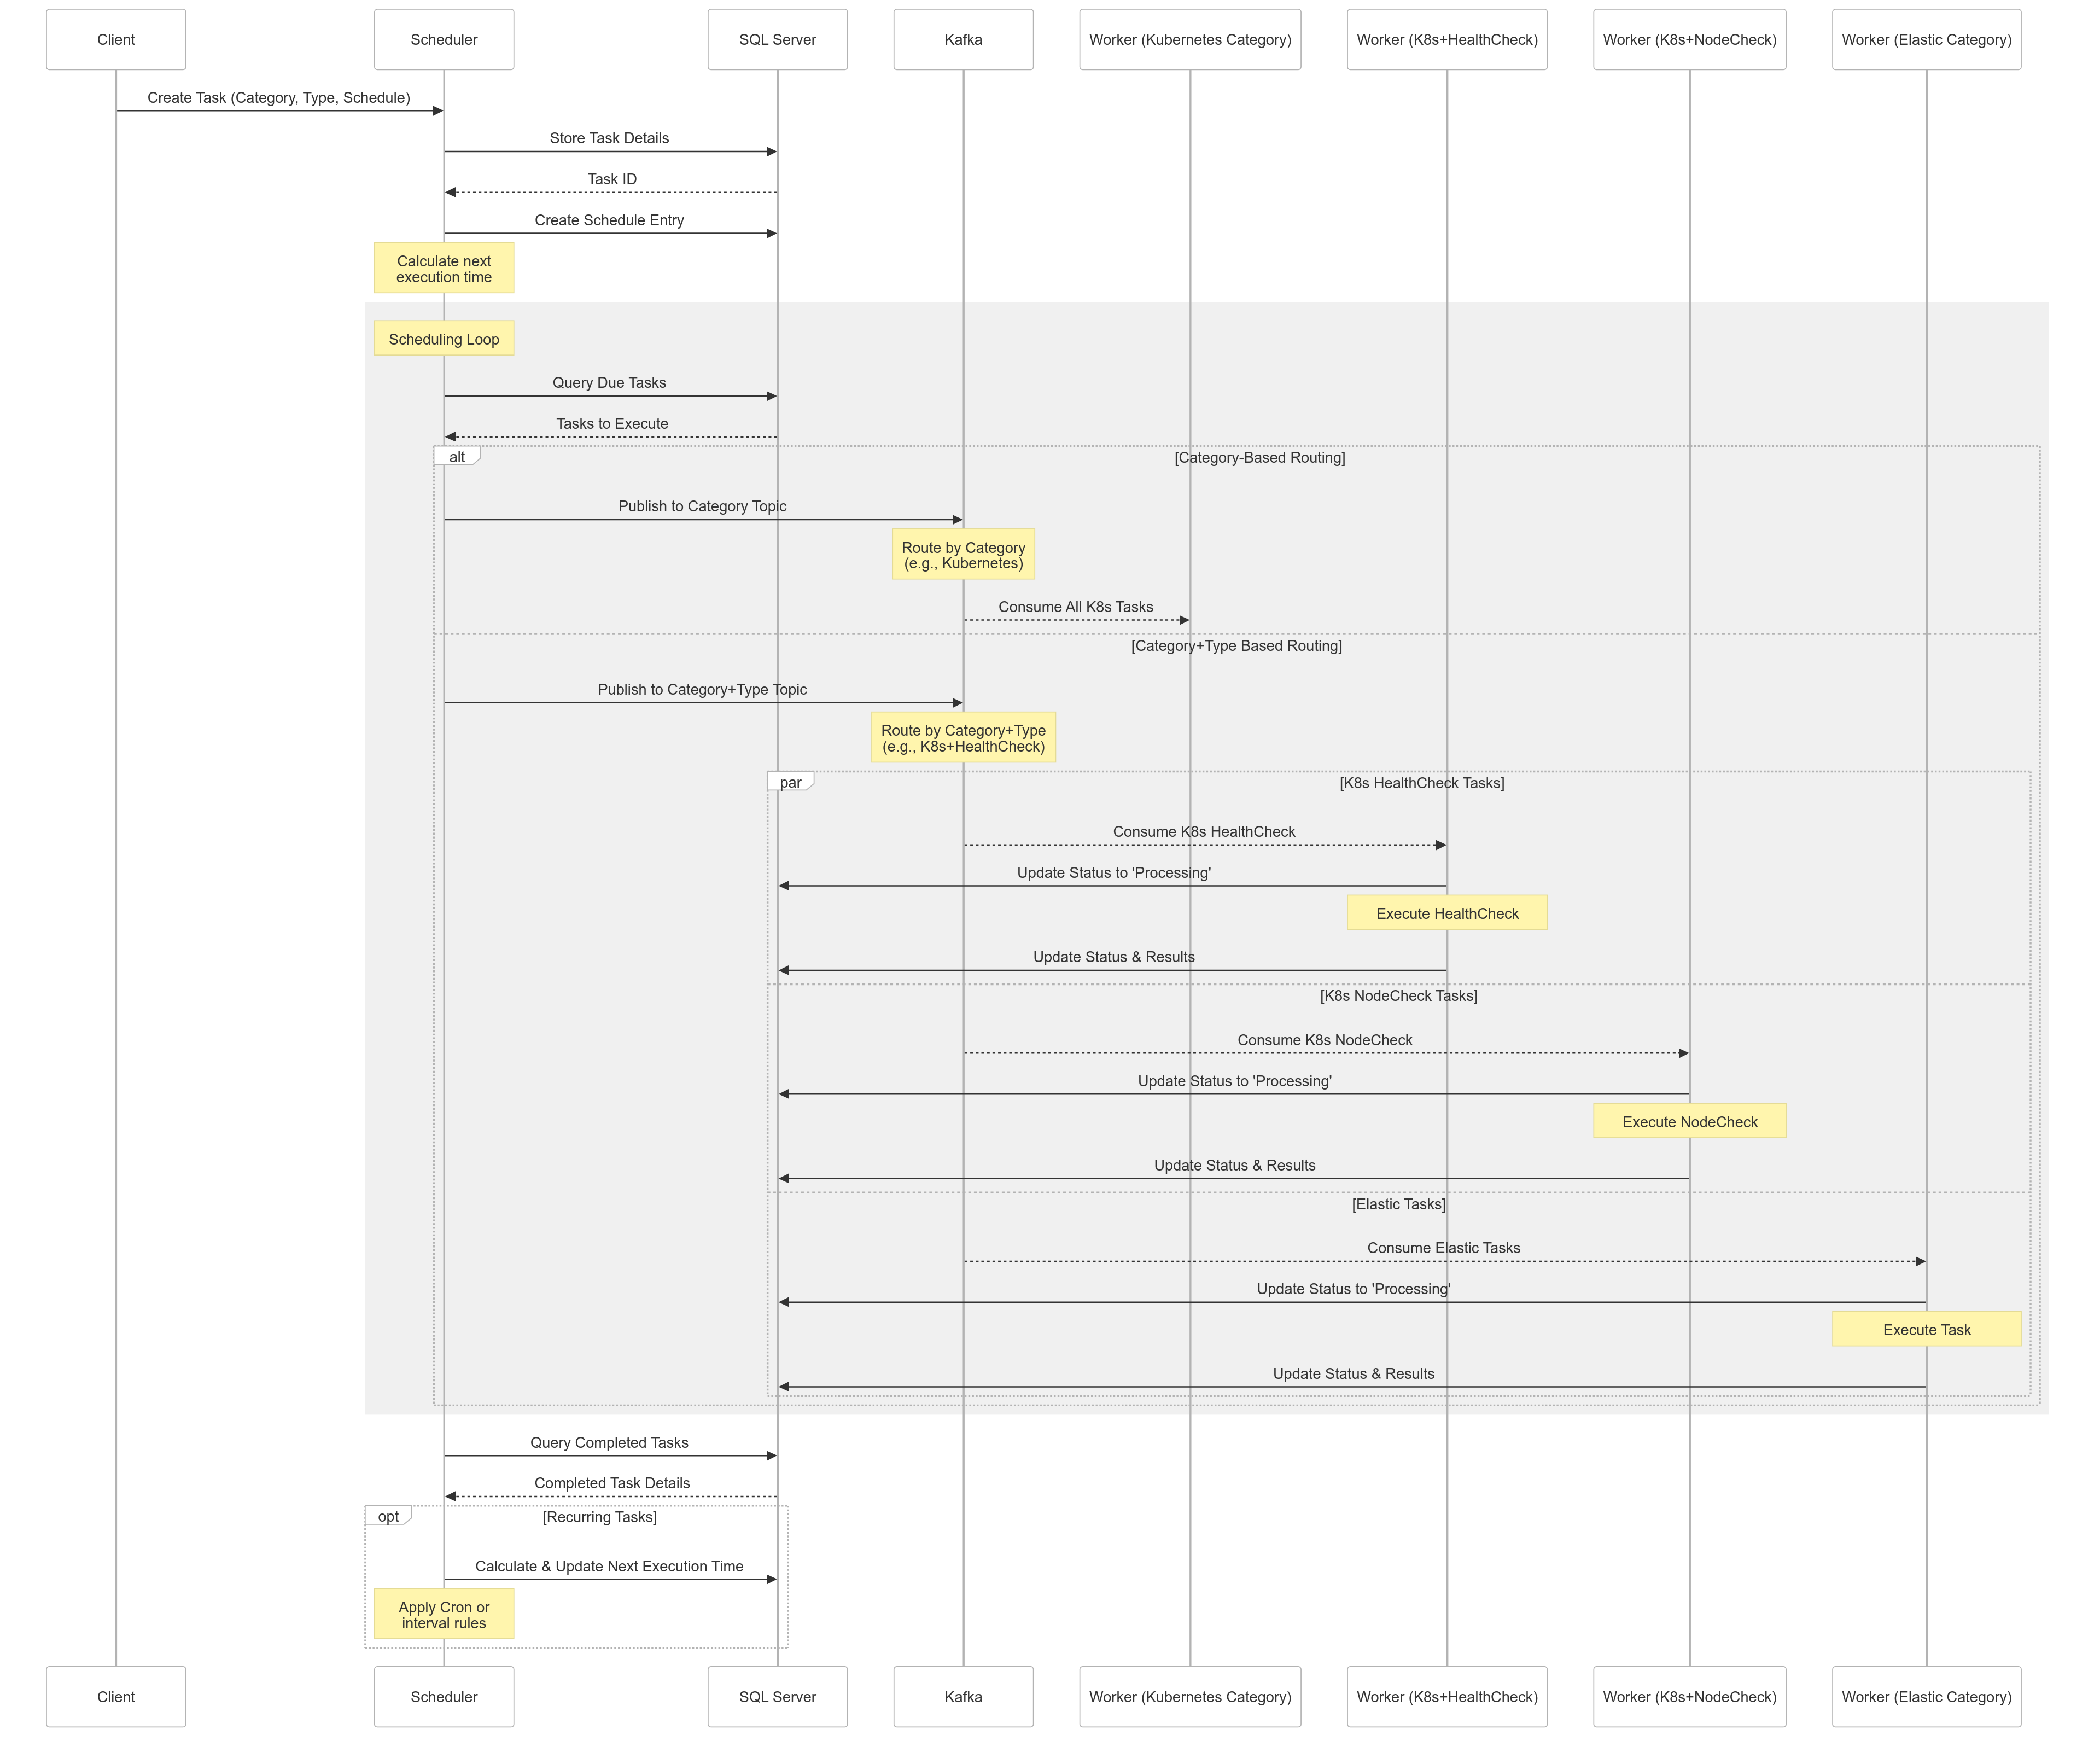 Client
Scheduler
SQL Server
Kafka
Worker (Kubernetes Category)
Worker (K8s+HealthCheck)
Worker (K8s+NodeCheck)
Worker (Elastic Category)
Create Task (Category, Type, Schedule)
Store Task Details
Task ID
Create Schedule Entry
Calculate next
execution time
Scheduling Loop
Query Due Tasks
Tasks to Execute
alt
[Category-Based Routing]
Publish to Category Topic
Route by Category
(e.g., Kubernetes)
Consume All K8s Tasks
[Category+Type Based Routing]
Publish to Category+Type Topic
Route by Category+Type
(e.g., K8s+HealthCheck)
par
[K8s HealthCheck Tasks]
Consume K8s HealthCheck
Update Status to 'Processing'
Execute HealthCheck
Update Status & Results
[K8s NodeCheck Tasks]
Consume K8s NodeCheck
Update Status to 'Processing'
Execute NodeCheck
Update Status & Results
[Elastic Tasks]
Consume Elastic Tasks
Update Status to 'Processing'
Execute Task
Update Status & Results
Query Completed Tasks
Completed Task Details
opt
[Recurring Tasks]
Calculate & Update Next Execution Time
Apply Cron or
interval rules
Client
Scheduler
SQL Server
Kafka
Worker (Kubernetes Category)
Worker (K8s+HealthCheck)
Worker (K8s+NodeCheck)
Worker (Elastic Category)